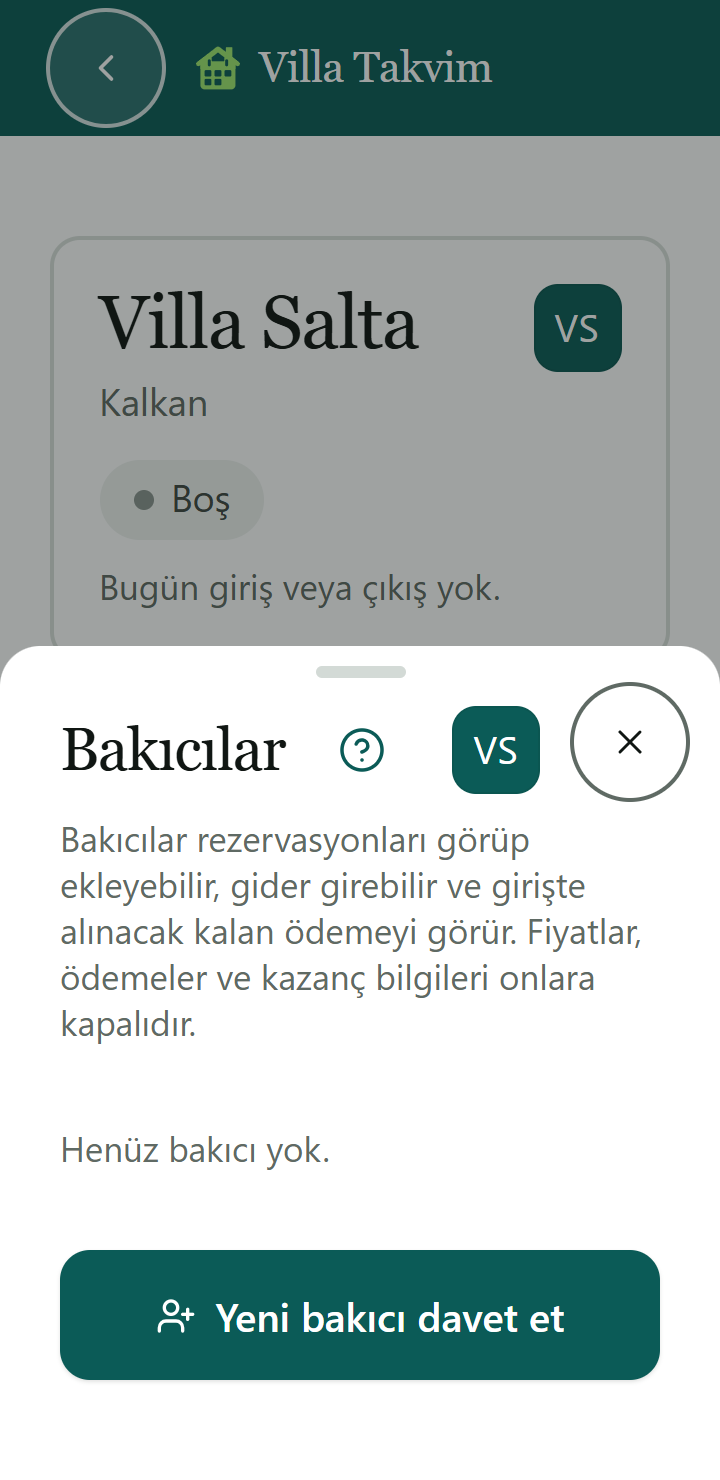 Villa Takvim
Villa Salta
VS
Kalkan
Boş
Bugün giriş veya çıkış yok.
Bakıcılar
?
VS
Bakıcılar rezervasyonları görüp
ekleyebilir, gider girebilir ve girişte
alınacak kalan ödemeyi görür. Fiyatlar,
ödemeler ve kazanç bilgileri onlara
kapalıdır.
Henüz bakıcı yok.
Yeni bakıcı davet et